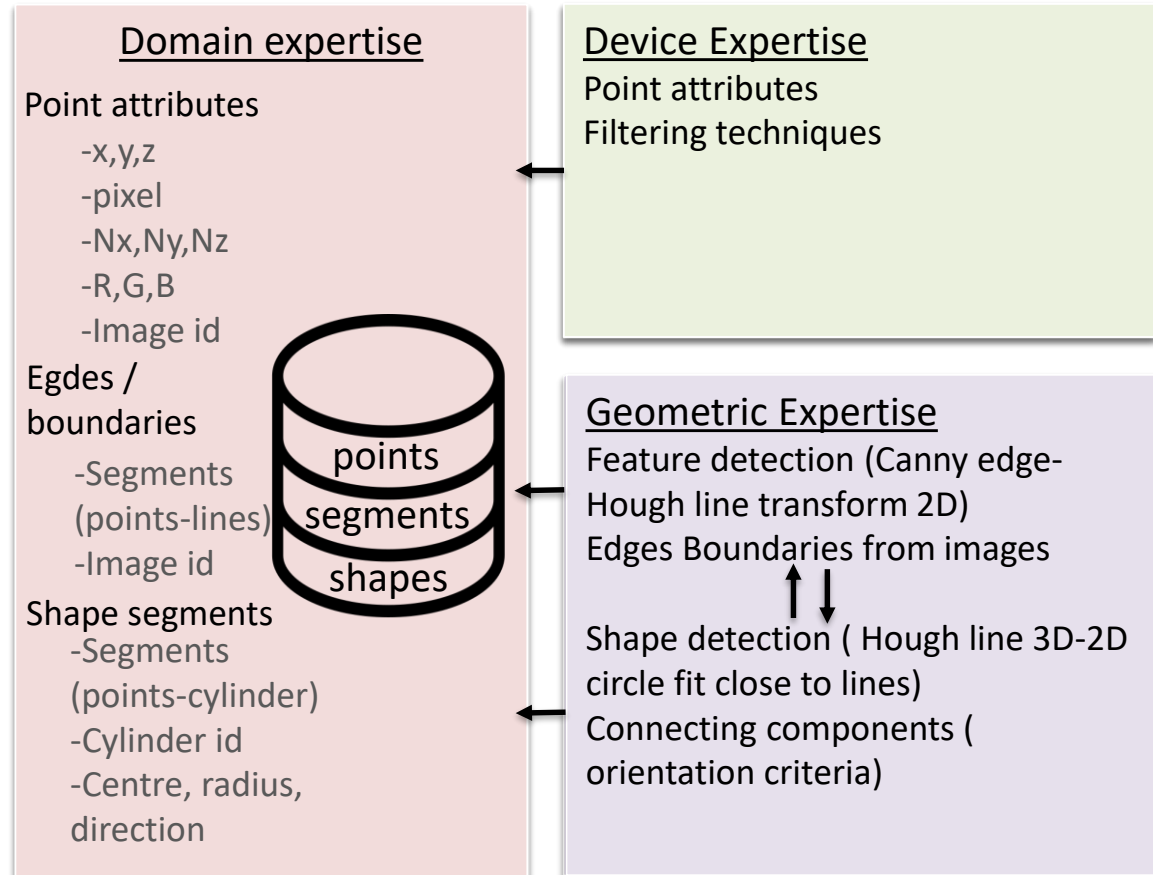 Domain expertise
Point attributes
-x,y,z
-pixel
-Nx,Ny,Nz
-R,G,B
-Image id
Egdes /
boundaries
-Segments
(points-lines)
-Image id
Shape segments
-Segments
(points-cylinder)
-Cylinder id
-Centre, radius,
direction
points
segments
shapes
Device Expertise
Point attributes
Filtering techniques
Geometric Expertise
Feature detection (Canny edge-
Hough line transform 2D)
Edges Boundaries from images
Shape detection ( Hough line 3D-2D
circle fit close to lines)
Connecting components (
orientation criteria)